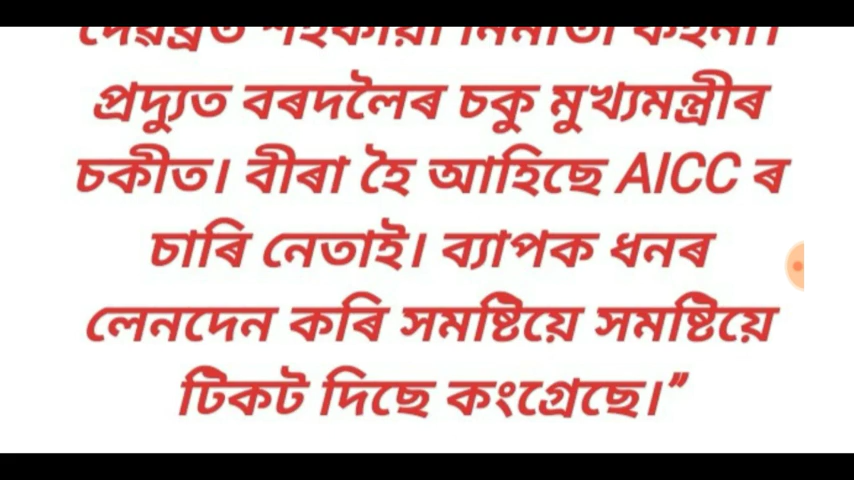 প্ৰদ্যুত বৰদলৈৰ চকু মুখ্যমন্ত্ৰীৰ
চকীত। বীৰা হৈ আহিছে AICC ৰ
চাৰি নেতাই। ব্যাপক ধনৰ
লেনদেন কৰি সমষ্টিয়ে সমষ্টিয়ে
টিকট দিছে কংগ্ৰেছে।”